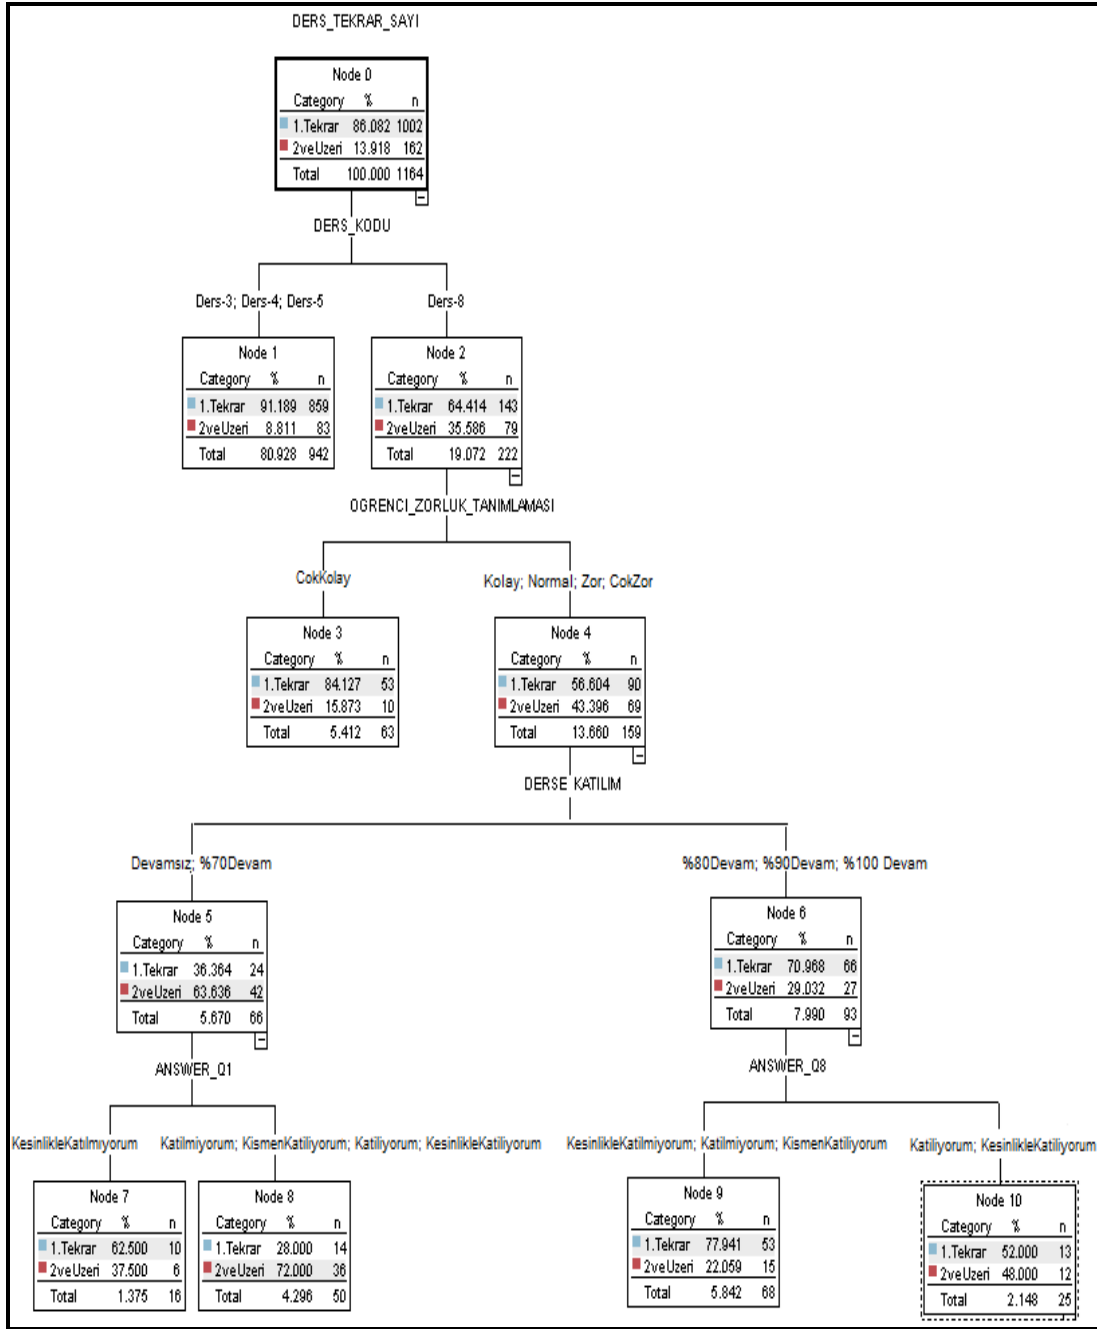 DERS_TEKRAR_SAYI
Node 0
Category % n
1.Tekrar 86.082 1002
2veUzeri 13.918 162
Total 100.000 1164
DERS_KODU
Ders-3; Ders-4; Ders-5
Ders-8
Node 1
Category % n
1.Tekrar 91.189 859
2veUzeri 8.811 83
Total 80.928 942
Node 2
Category % n
1.Tekrar 64.414 143
2veUzeri 35.586 79
Total 19.072 222
OGRENCI_ZORLUK_TANIMLAMASI
CokKolay
Kolay; Normal; Zor; CokZor
Node 3
Category % n
1.Tekrar 84.127 53
2veUzeri 15.873 10
Total 5.412 63
Node 4
Category % n
1.Tekrar 56.604 90
2veUzeri 43.396 69
Total 13.660 159
DERSE_KATILIM
Devamsız; %70Devam
%80Devam; %90Devam; %100 Devam
Node 5
Category % n
1.Tekrar 36.364 24
2veUzeri 63.636 42
Total 5.670 66
Node 6
Category % n
1.Tekrar 70.968 66
2veUzeri 29.032 27
Total 7.990 93
ANSWER_Q1
ANSWER_Q8
KesinlikleKatılmıyorum
Katilmiyorum; KismenKatiliyorum; Katiliyorum; KesinlikleKatiliyorum
KesinlikleKatilmiyorum; Katilmiyorum; KismenKatiliyorum
Katiliyorum; KesinlikleKatiliyorum
Node 7
Category % n
1.Tekrar 62.500 10
2veUzeri 37.500 6
Total 1.375 16
Node 8
Category % n
1.Tekrar 28.000 14
2veUzeri 72.000 36
Total 4.296 50
Node 9
Category % n
1.Tekrar 77.941 53
2veUzeri 22.059 15
Total 5.842 68
Node 10
Category % n
1.Tekrar 52.000 13
2veUzeri 48.000 12
Total 2.148 25